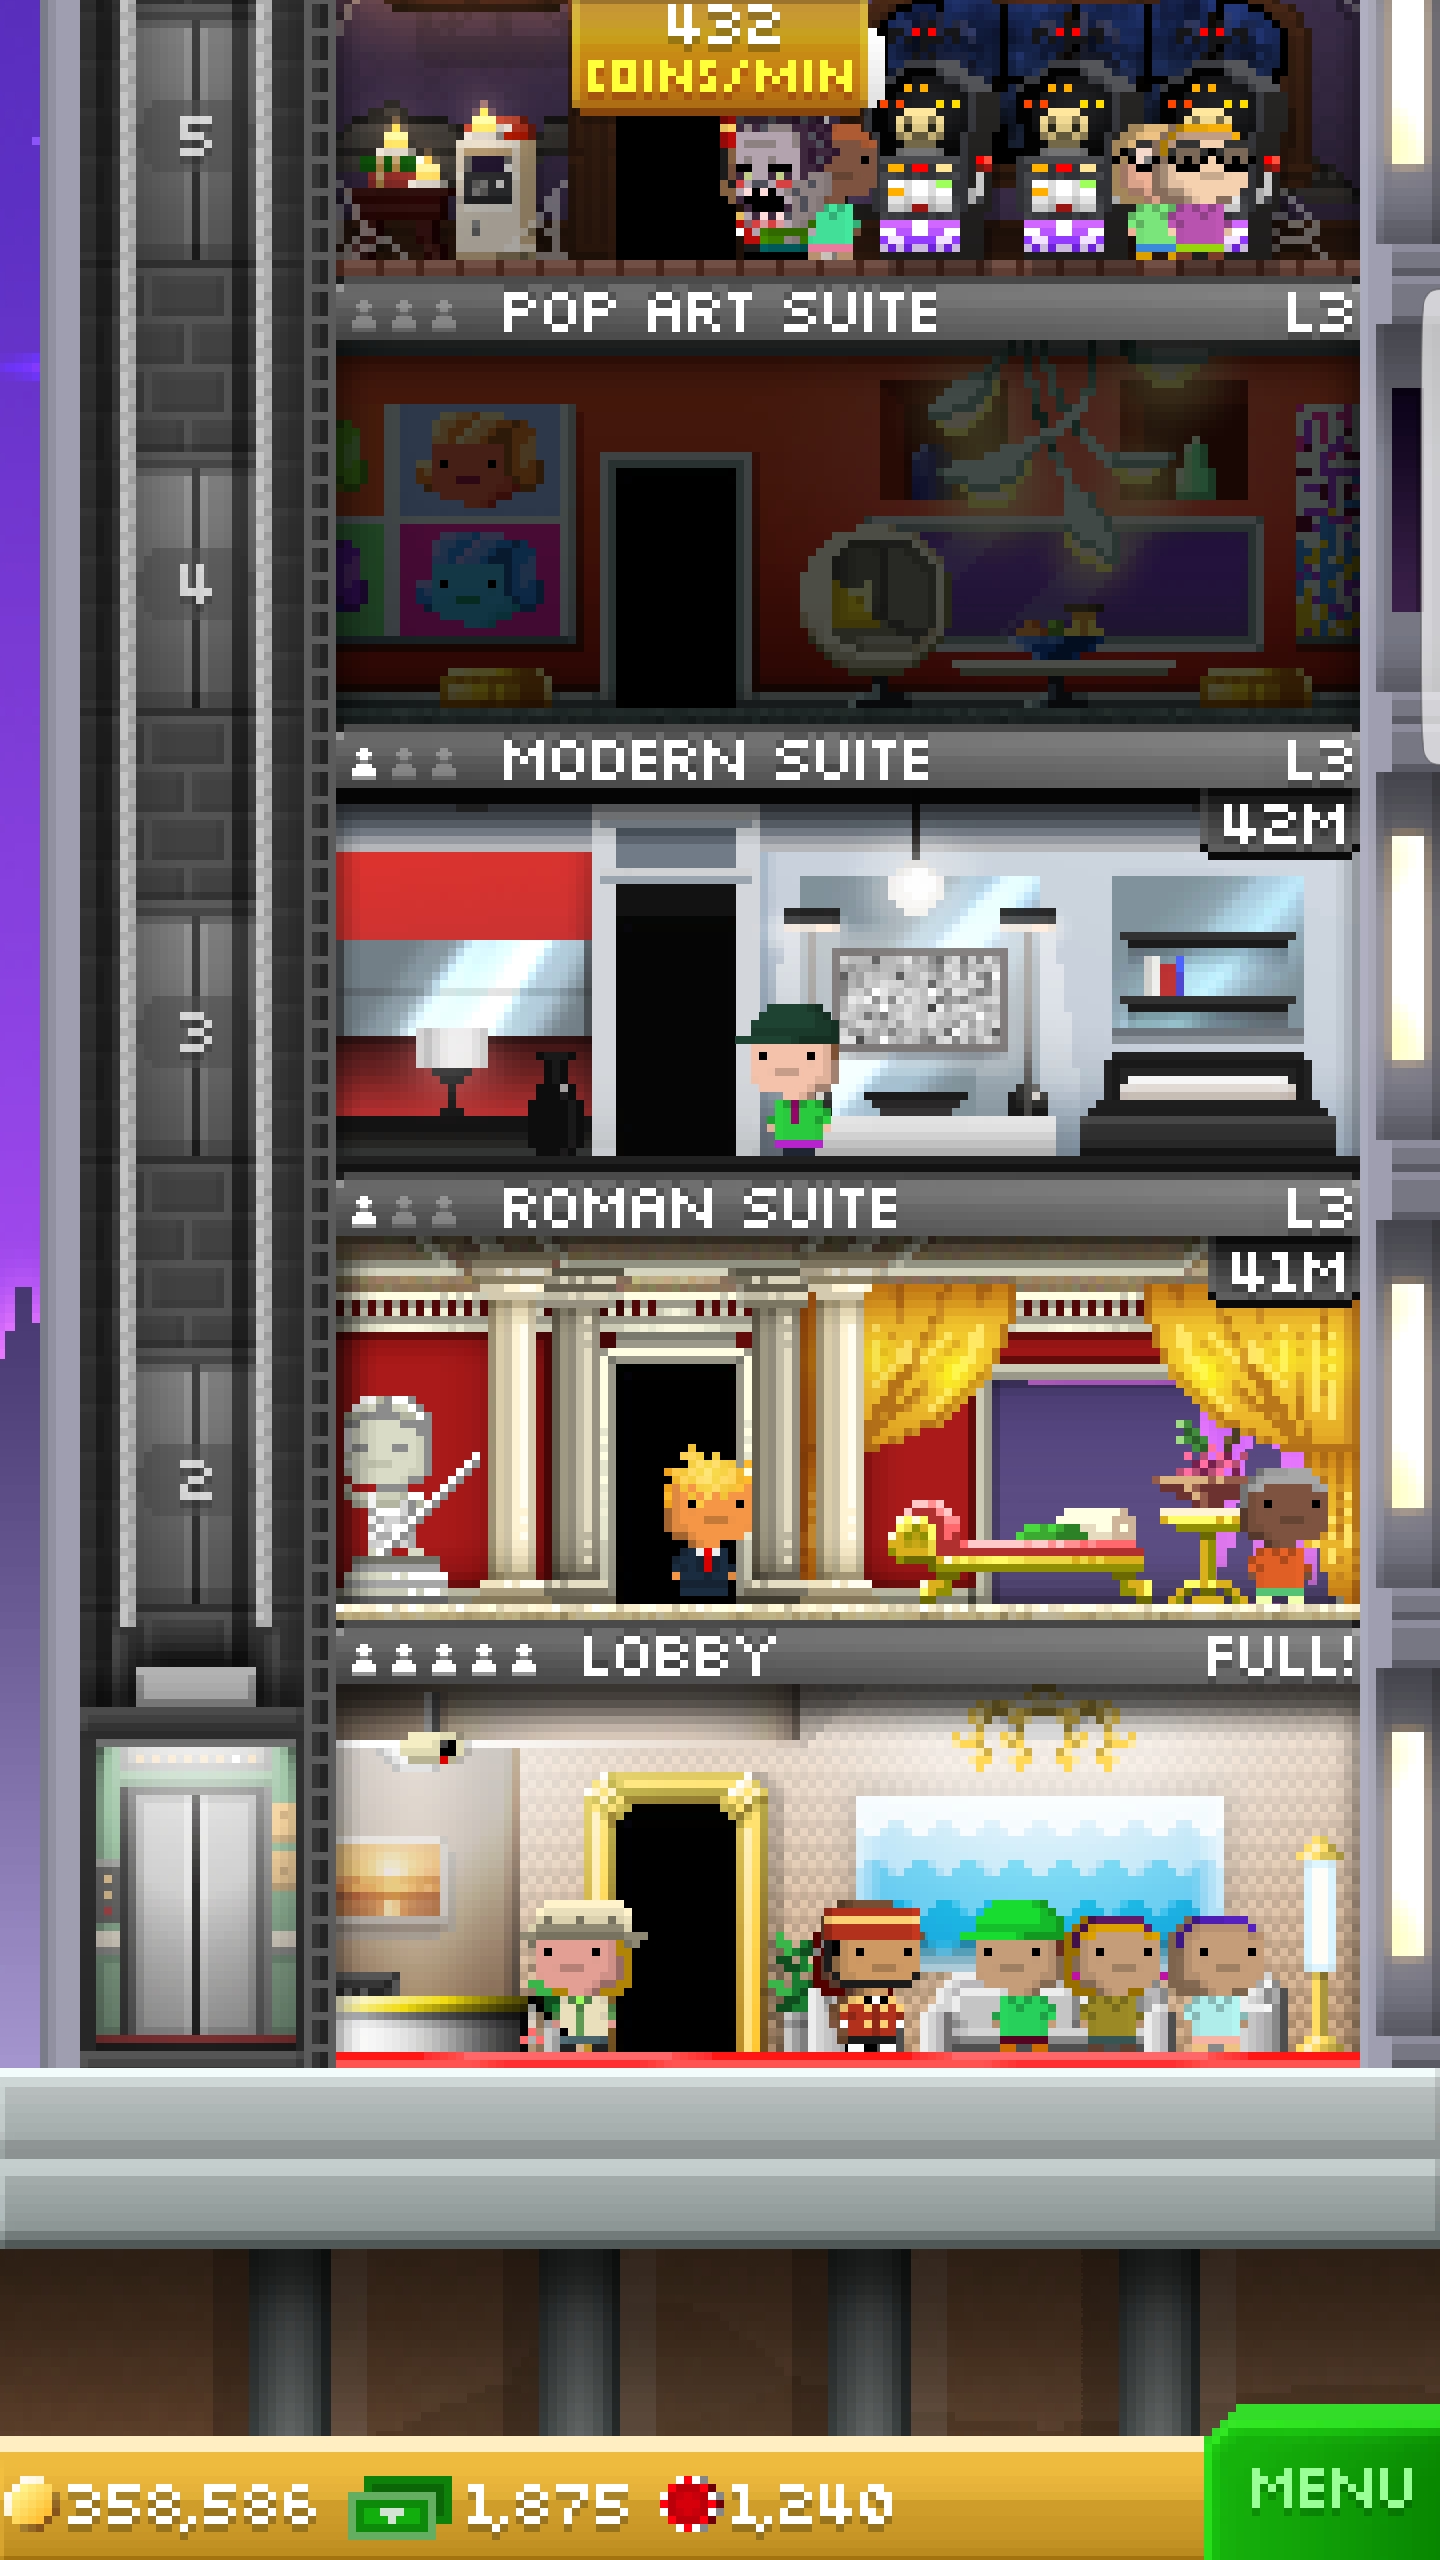 432
COINS/MIN
5
POP ART SUITE L3
4
MODERN SUITE L3
42M
3
ROMAN SUITE L3
41M
2
LOBBY FULL!
358,586 1,875 1,240 MENU